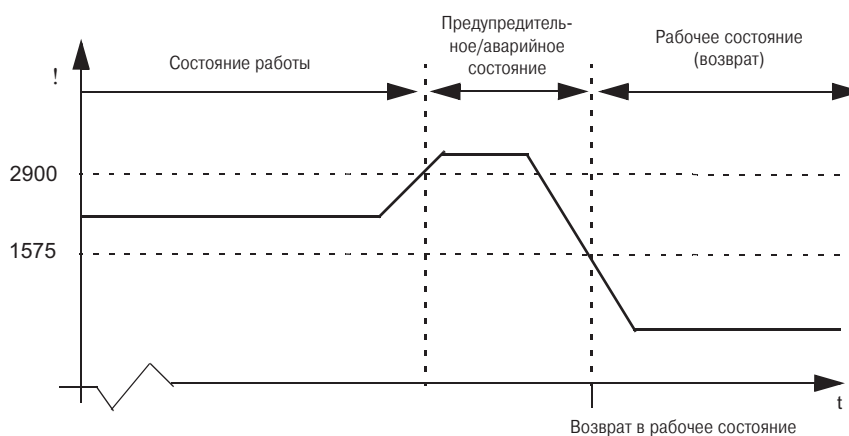 Предупредитель-
ное/аварийное
состояние
Рабочее состояние
(возврат)
Состояние работы
!
2900
1575
t
Возврат в рабочее состояние